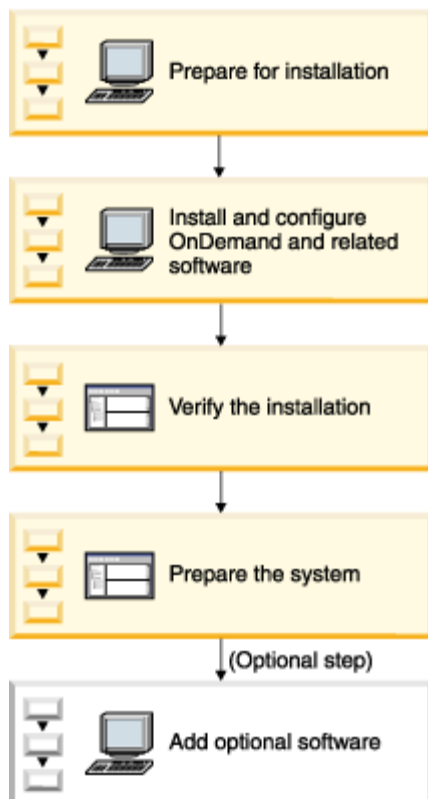 Prepare for installation
Install and configure
OnDemand and related
software
Verify the installation
Prepare the system
(Optional step)
Add optional software